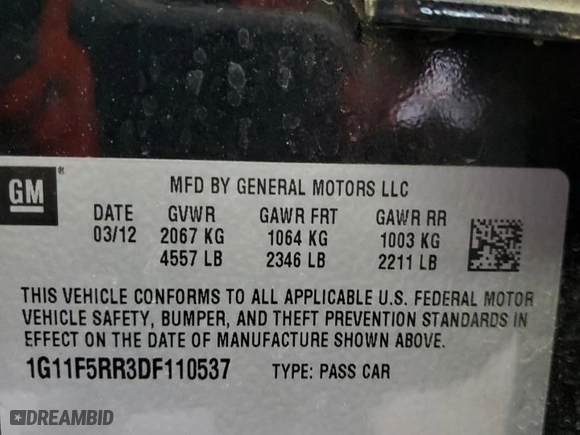 GM ®
MFD BY GENERAL MOTORS LLC
DATE GVWR GAWR FRT GAWR RR
03/12 2067 KG 1064 KG 1003 KG
4557 LB 2346 LB 2211 LB
THIS VEHICLE CONFORMS TO ALL APPLICABLE U.S. FEDERAL MOTOR
VEHICLE SAFETY, BUMPER, AND THEFT PREVENTION STANDARDS IN
EFFECT ON THE DATE OF MANUFACTURE SHOWN ABOVE.
1G11F5RR3DF110537 TYPE: PASS CAR
DREAMBID